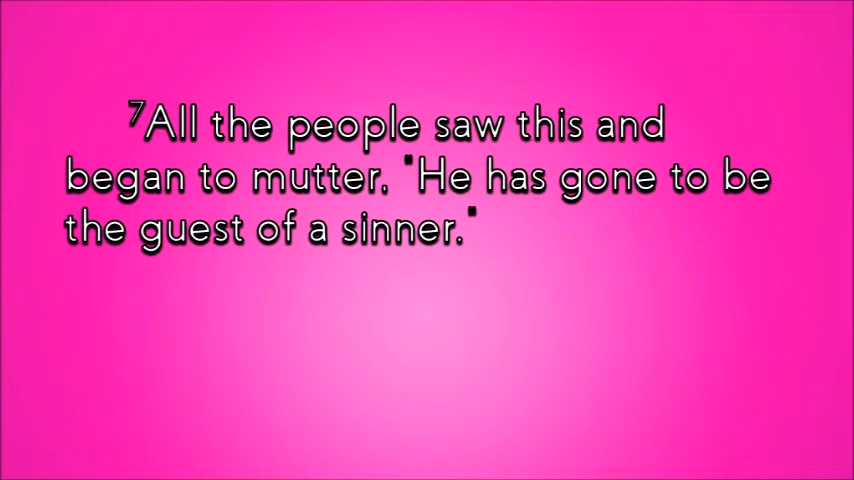 ⁷All the people saw this and
began to mutter, "He has gone to be
the guest of a sinner."